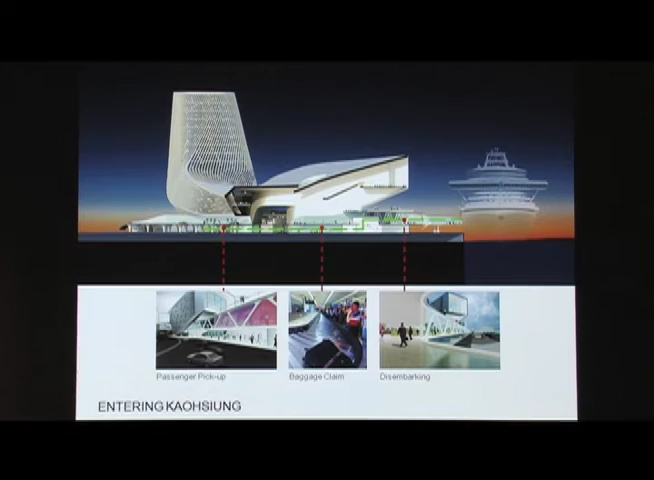 Passenger Pick-up
Baggage Claim
Disembarking
ENTERING KAOHSIUNG